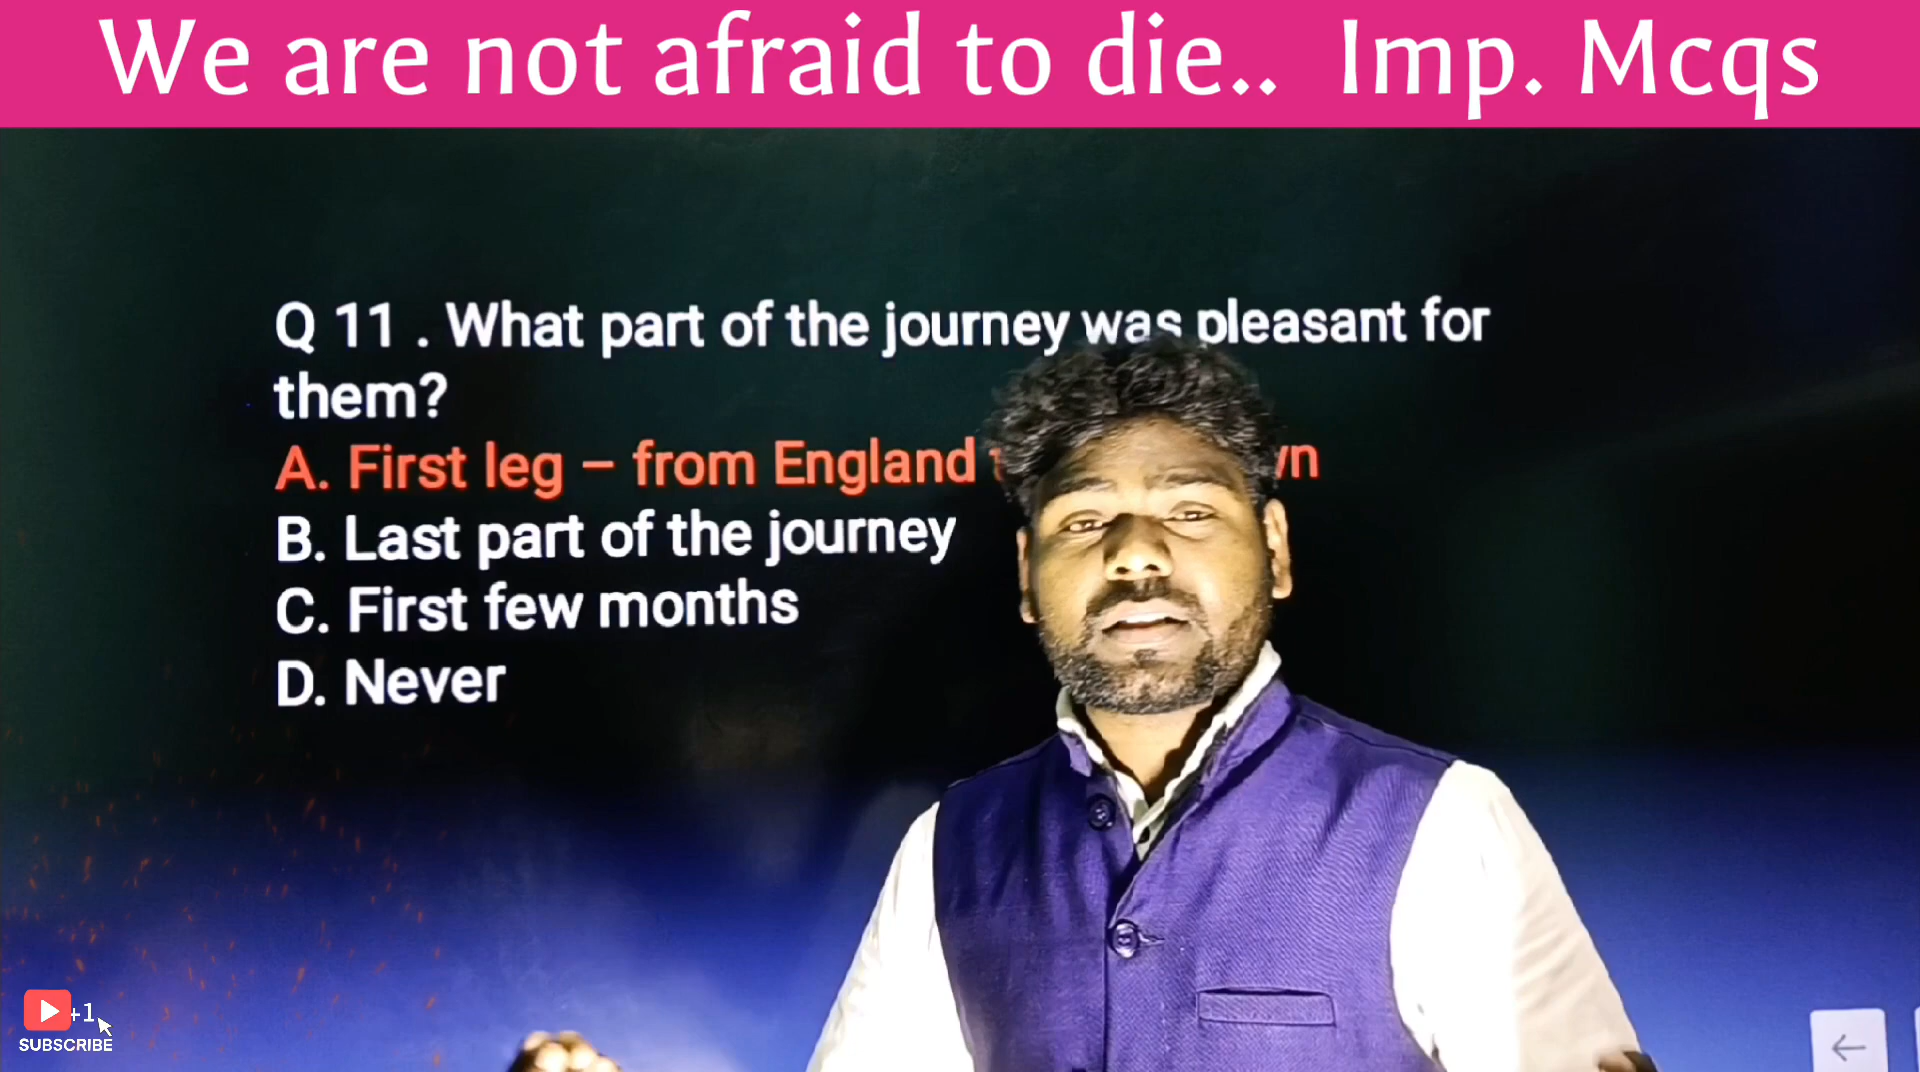 We are not afraid to die.. Imp. Mcqs
Q 11 . What part of the journey was pleasant for
them?
A. First leg – from England
B. Last part of the journey
C. First few months
D. Never
+1
SUBSCRIBE